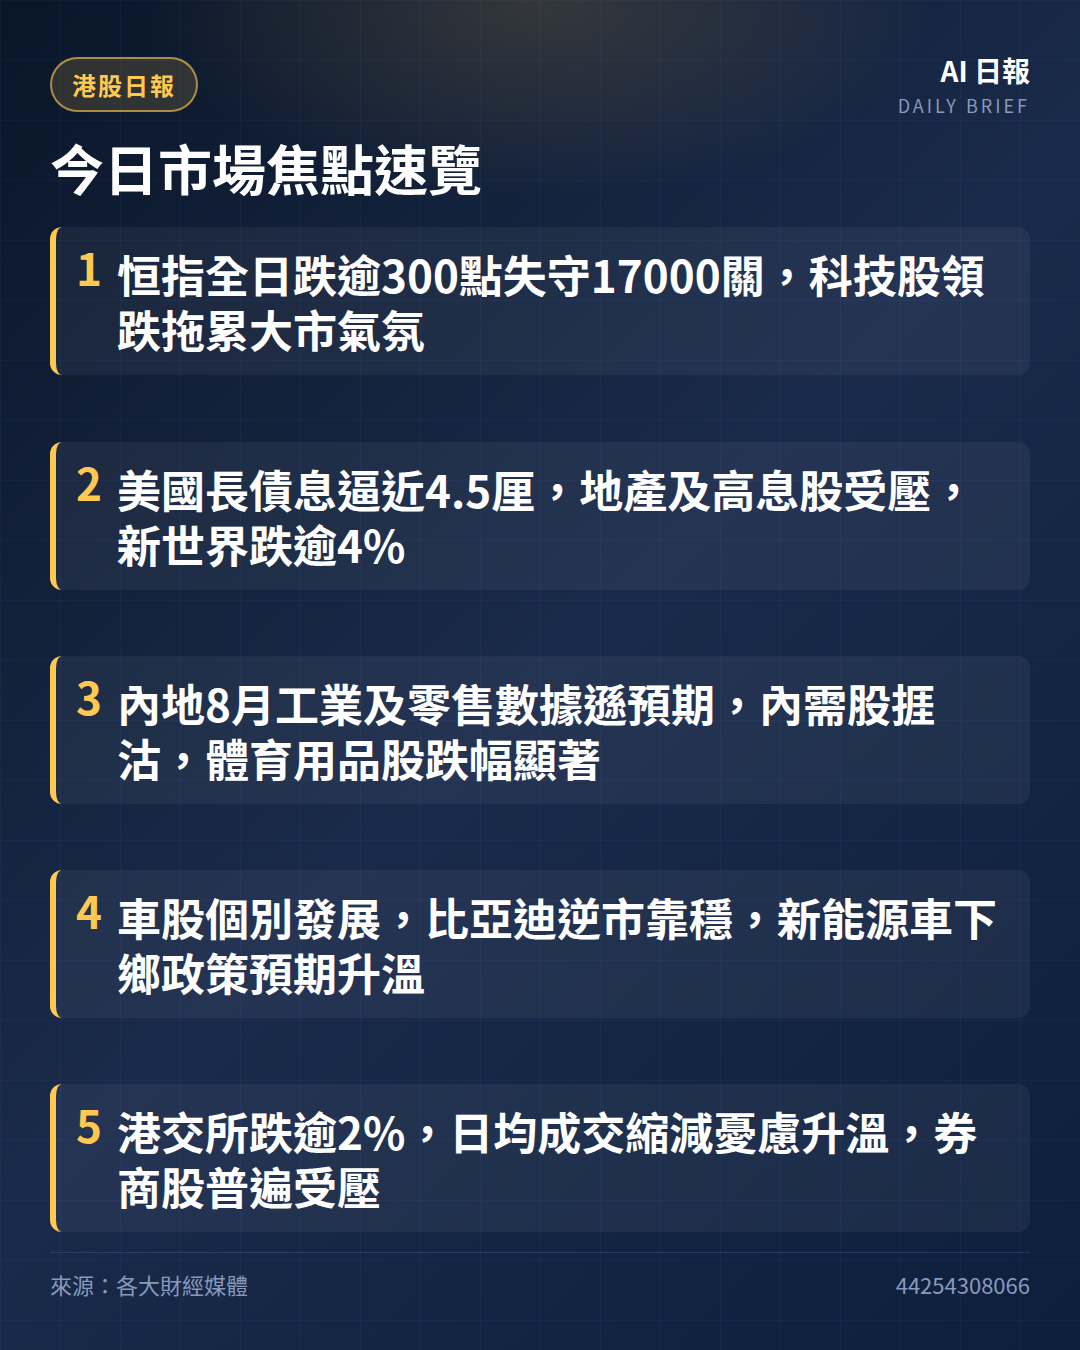 港股日報
AI 日報
DAILY BRIEF
今日市場焦點速覽
1 恒指全日跌逾300點失守17000關，科技股領
跌拖累大市氣氛
2 美國長債息逼近4.5厘，地產及高息股受壓，
新世界跌逾4%
3 內地8月工業及零售數據遜預期，內需股捱
沽，體育用品股跌幅顯著
4 車股個別發展，比亞迪逆市靠穩，新能源車下
鄉政策預期升溫
5 港交所跌逾2%，日均成交縮減憂慮升溫，券
商股普遍受壓
來源：各大財經媒體
44254308066